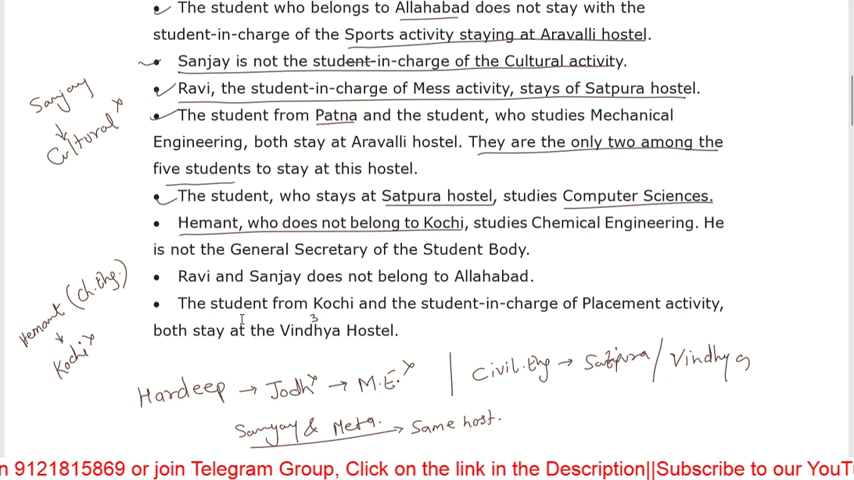 • The student who belongs to Allahabad does not stay with the
student-in-charge of the Sports activity staying at Aravalli hostel.
• Sanjay is not the student-in-charge of the Cultural activity.
• Ravi, the student-in-charge of Mess activity, stays of Satpura hostel.
• The student from Patna and the student, who studies Mechanical
Engineering, both stay at Aravalli hostel. They are the only two among the
five students to stay at this hostel.
• The student, who stays at Satpura hostel, studies Computer Sciences.
• Hemant, who does not belong to Kochi, studies Chemical Engineering. He
is not the General Secretary of the Student Body.
• Ravi and Sanjay does not belong to Allahabad.
• The student from Kochi and the student-in-charge of Placement activity,
3
both stay at the Vindhya Hostel.
Sanjay
↓
Cultural x
Hemant (Ch. Eng.)
↓
Kochi x
Hardeep → Jodh x → M.E. x | Civil. Eng → Satpura / Vindhya
Sanjay & → Same host.
n 9121815869 or join Telegram Group, Click on the link in the Description||Subscribe to our YouT